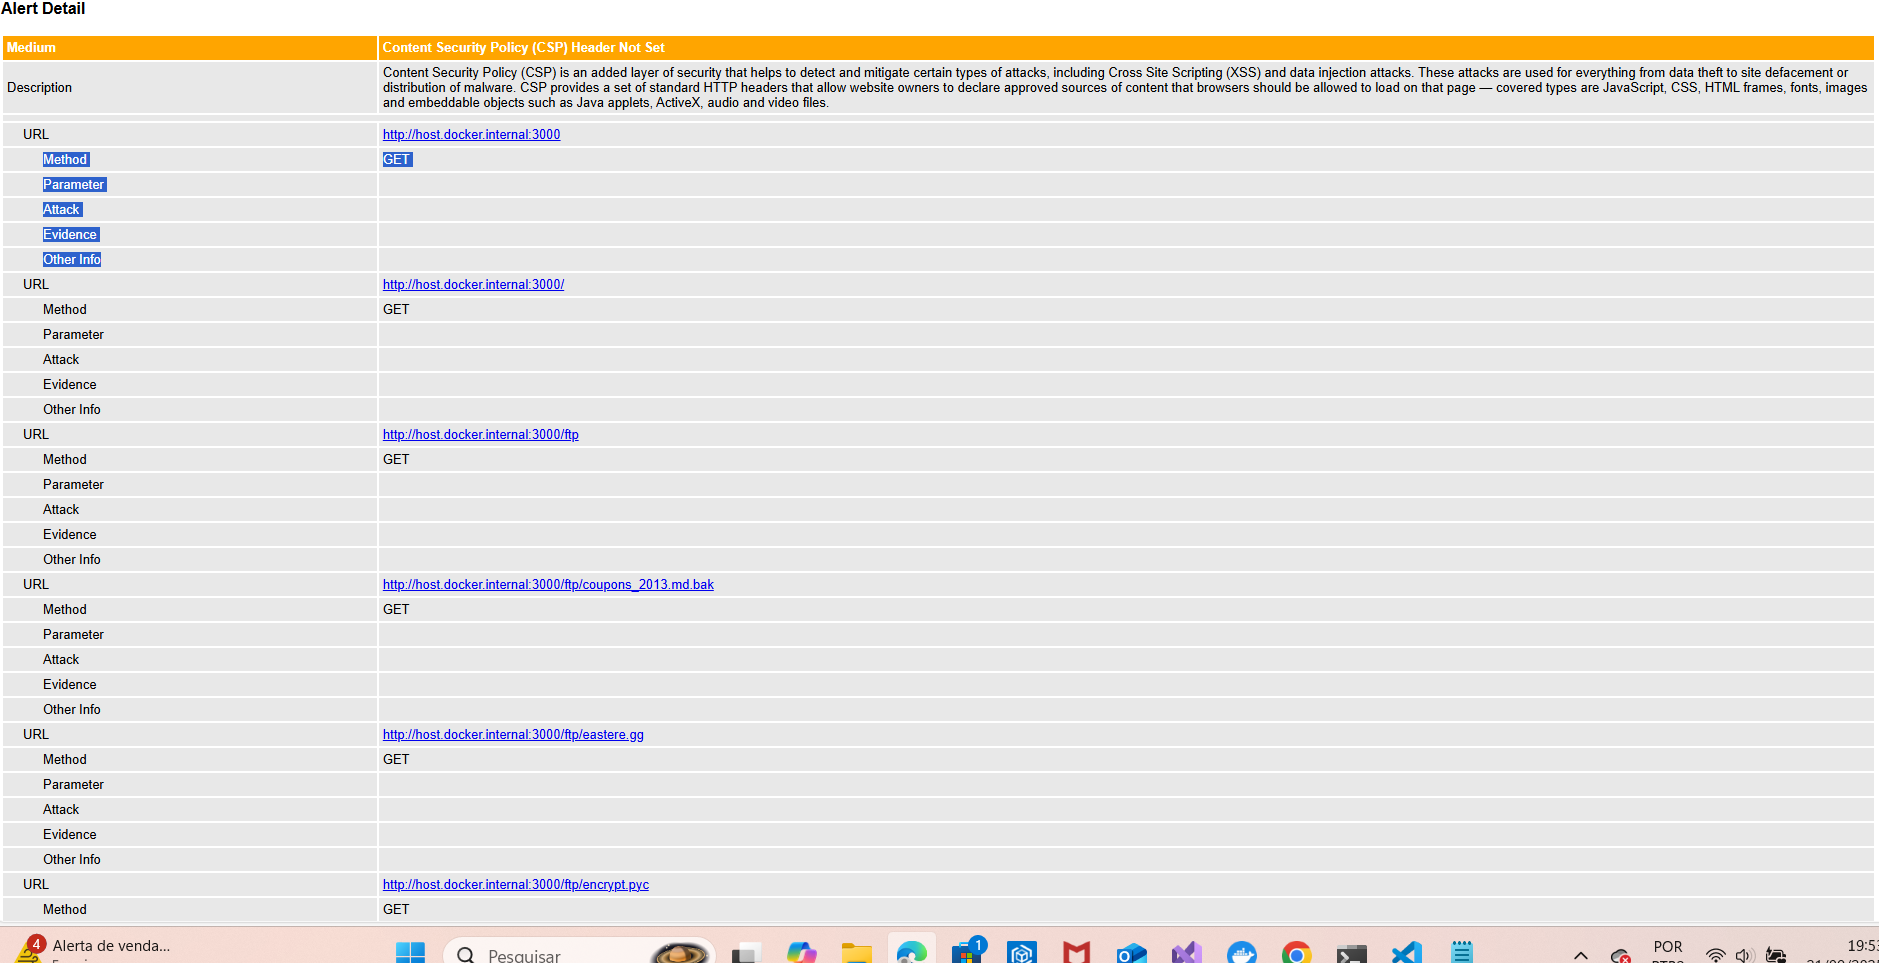 Alert Detail
Medium Content Security Policy (CSP) Header Not Set
Description
Content Security Policy (CSP) is an added layer of security that helps to detect and mitigate certain types of attacks, including Cross Site Scripting (XSS) and data injection attacks. These attacks are used for everything from data theft to site defacement or
distribution of malware. CSP provides a set of standard HTTP headers that allow website owners to declare approved sources of content that browsers should be allowed to load on that page — covered types are JavaScript, CSS, HTML frames, fonts, images
and embeddable objects such as Java applets, ActiveX, audio and video files.
URL http://host.docker.internal:3000
Method GET
Parameter
Attack
Evidence
Other Info
URL http://host.docker.internal:3000/
Method GET
Parameter
Attack
Evidence
Other Info
URL http://host.docker.internal:3000/ftp
Method GET
Parameter
Attack
Evidence
Other Info
URL http://host.docker.internal:3000/ftp/coupons_2013.md.bak
Method GET
Parameter
Attack
Evidence
Other Info
URL http://host.docker.internal:3000/ftp/eastere.gg
Method GET
Parameter
Attack
Evidence
Other Info
URL http://host.docker.internal:3000/ftp/encrypt.pyc
Method GET
4 Alerta de venda...
Pesquisar
1
POR
19:53